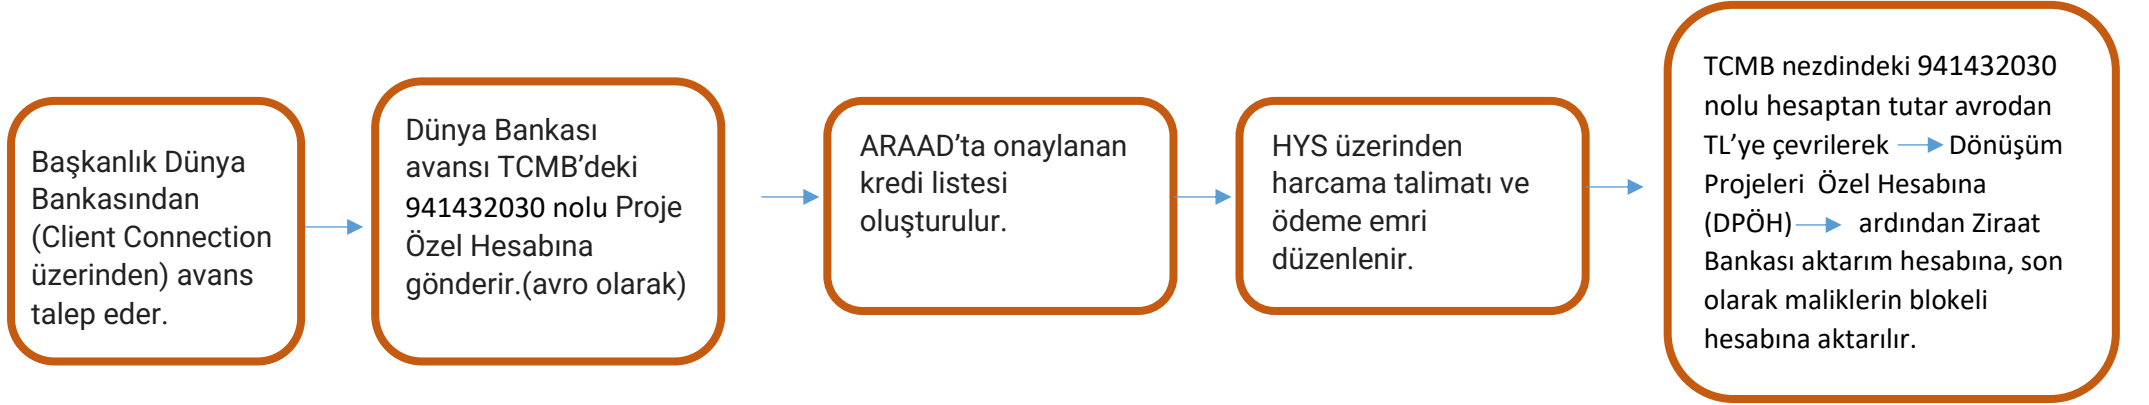 Başkanlık Dünya
Bankasından
(Client Connection
üzerinden) avans
talep eder.
Dünya Bankası
avansı TCMB’deki
941432030 nolu Proje
Özel Hesabına
gönderir.(avro olarak)
ARAAD’ta onaylanan
kredi listesi
oluşturulur.
HYS üzerinden
harcama talimatı ve
ödeme emri
düzenlenir.
TCMB nezdindeki 941432030
nolu hesaptan tutar avrodan
TL’ye çevrilerek Dönüşüm
Projeleri Özel Hesabına
(DPÖH) ardından Ziraat
Bankası aktarım hesabına, son
olarak maliklerin blokeli
hesabına aktarılır.